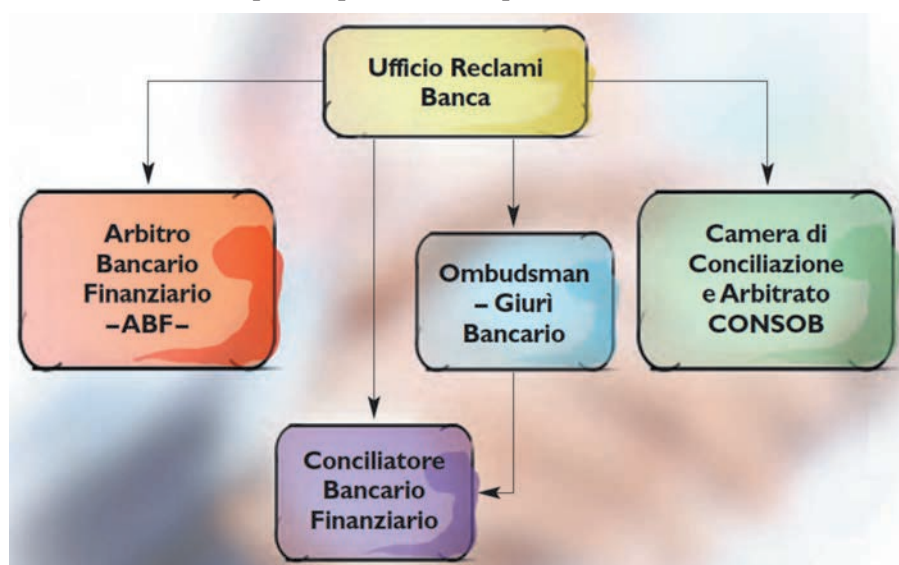 Ufficio Reclami
Banca
Arbitro
Bancario
Finanziario
–ABF–
Ombudsman
– Giurì
Bancario
Camera di
Conciliazione
e Arbitrato
CONSOB
Conciliatore
Bancario
Finanziario